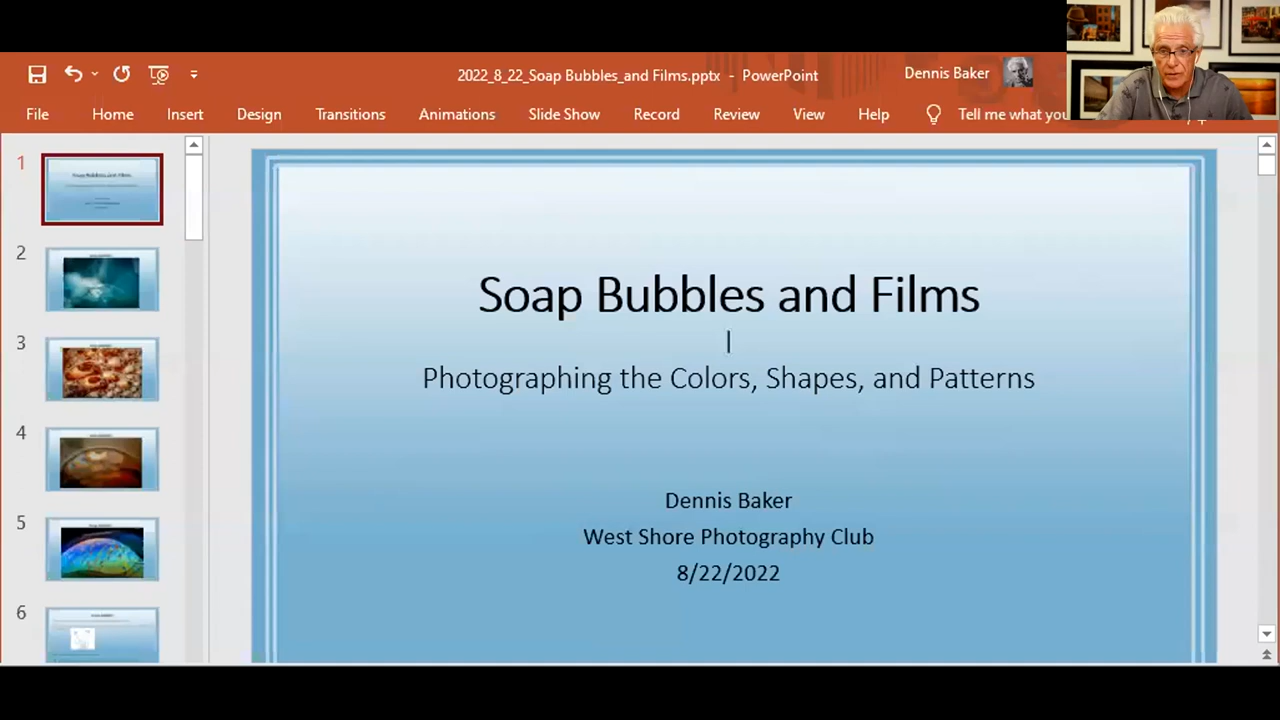 2022_8_22_Soap Bubbles_and Films.pptx - PowerPoint
Dennis Baker
File Home Insert Design Transitions Animations Slide Show Record Review View Help Tell me what you
1
2
3
4
5
6
Soap Bubbles and Films
Photographing the Colors, Shapes, and Patterns
Dennis Baker
West Shore Photography Club
8/22/2022